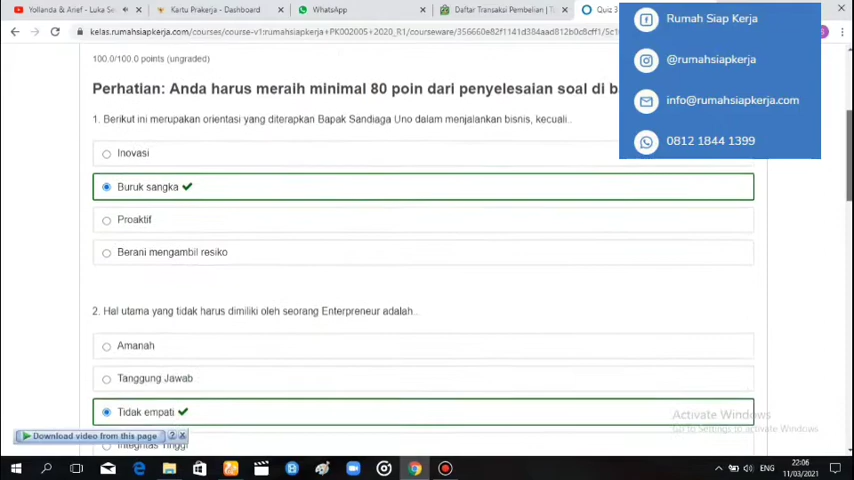 Yollanda & Arief - Luka Se
Kartu Prakerja - Dashboard
WhatsApp
Daftar Transaksi Pembelian | T
Quiz 3
kelas.rumahsiapkerja.com/courses/course-v1:rumahsiapkerja+PK00200S+2020_R1/courseware/356660e82f1141d384aad812b0c8cff1/5c1
Rumah Siap Kerja
@rumahsiapkerja
info@rumahsiapkerja.com
0812 1844 1399
100.0/100.0 points (ungraded)
Perhatian: Anda harus meraih minimal 80 poin dari penyelesaian soal di b
1. Berikut ini merupakan orientasi yang diterapkan Bapak Sandiaga Uno dalam menjalankan bisnis, kecuali..
Inovasi
Buruk sangka
Proaktif
Berani mengambil resiko
2. Hal utama yang tidak harus dimiliki oleh seorang Enterpreneur adalah..
Amanah
Tanggung Jawab
Tidak empati
Integritas Tinggi
Activate Windows
Go to Settings to activate Windows.
Download video from this page ? X
ENG
22:06
11/03/2021